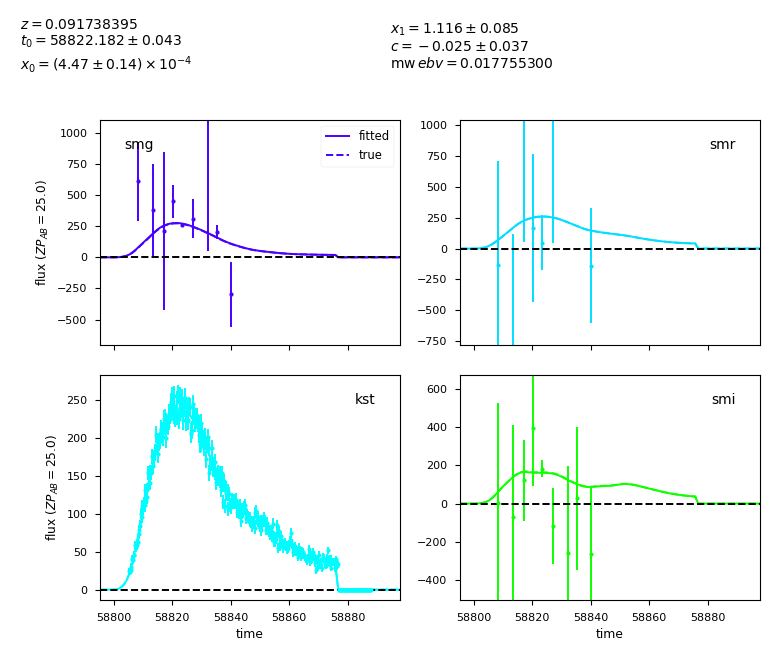 z = 0.091738395
t₀ = 58822.182 ± 0.043
x₀ = (4.47 ± 0.14) × 10⁻⁴
x₁ = 1.116 ± 0.085
c = −0.025 ± 0.037
mw ebv = 0.017755300
smg
fitted
true
flux (ZP_AB = 25.0)
1000
750
500
250
0
−250
−500
smr
1000
750
500
250
0
−250
−500
−750
kst
flux (ZP_AB = 25.0)
250
200
150
100
50
0
58800 58820 58840 58860 58880
time
smi
600
400
200
0
−200
−400
58800 58820 58840 58860 58880
time